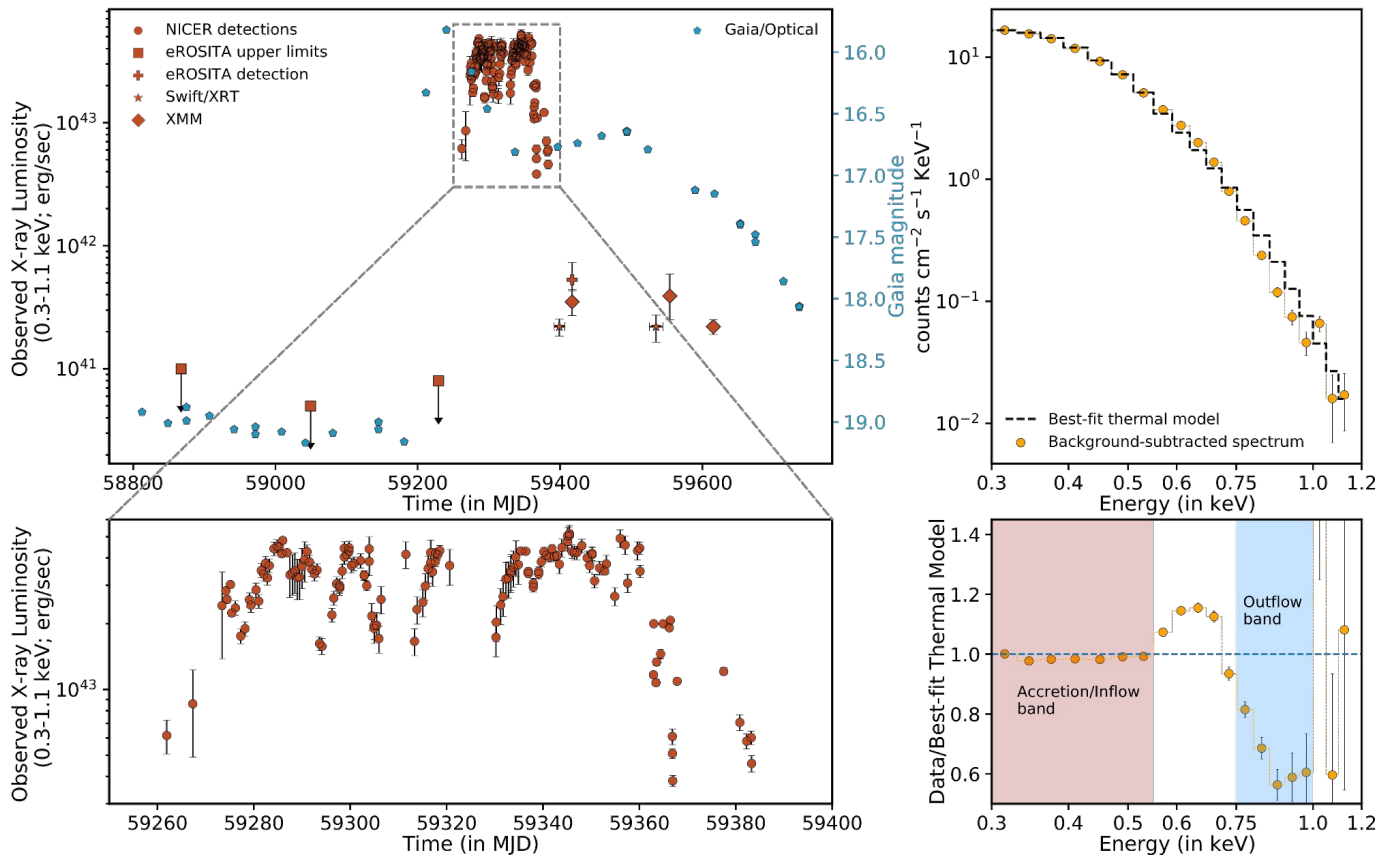 NICER detections
eROSITA upper limits
eROSITA detection
Swift/XRT
XMM
Gaia/Optical
Observed X-ray Luminosity
(0.3-1.1 keV; erg/sec)
10^43
10^42
10^41
16.0
16.5
17.0
17.5
18.0
18.5
19.0
Gaia magnitude
58800
59000
59200
59400
59600
Time (in MJD)
counts cm^−2 s^−1 KeV^−1
10^1
10^0
10^−1
10^−2
Best-fit thermal model
Background-subtracted spectrum
0.3
0.4
0.5
0.6
0.75
1.0
1.2
Energy (in keV)
Observed X-ray Luminosity
(0.3-1.1 keV; erg/sec)
10^43
59260
59280
59300
59320
59340
59360
59380
59400
Time (in MJD)
Data/Best-fit Thermal Model
1.4
1.2
1.0
0.8
0.6
Accretion/Inflow
band
Outflow
band
0.3
0.4
0.5
0.6
0.75
1.0
1.2
Energy (in keV)